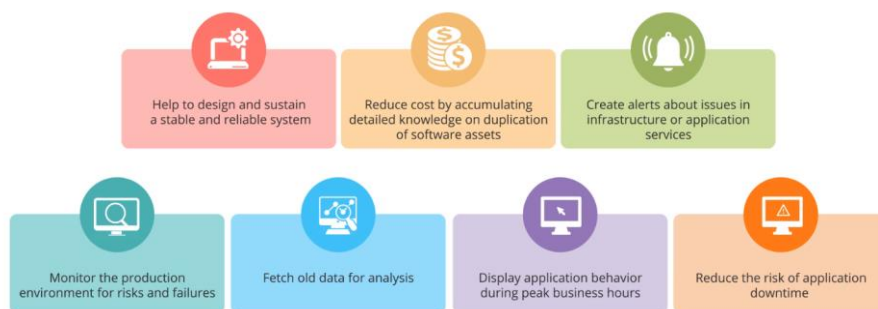 Help to design and sustain
a stable and reliable system
Reduce cost by accumulating
detailed knowledge on duplication
of software assets
Create alerts about issues in
infrastructure or application
services
Monitor the production
environment for risks and failures
Fetch old data for analysis
Display application behavior
during peak business hours
Reduce the risk of application
downtime